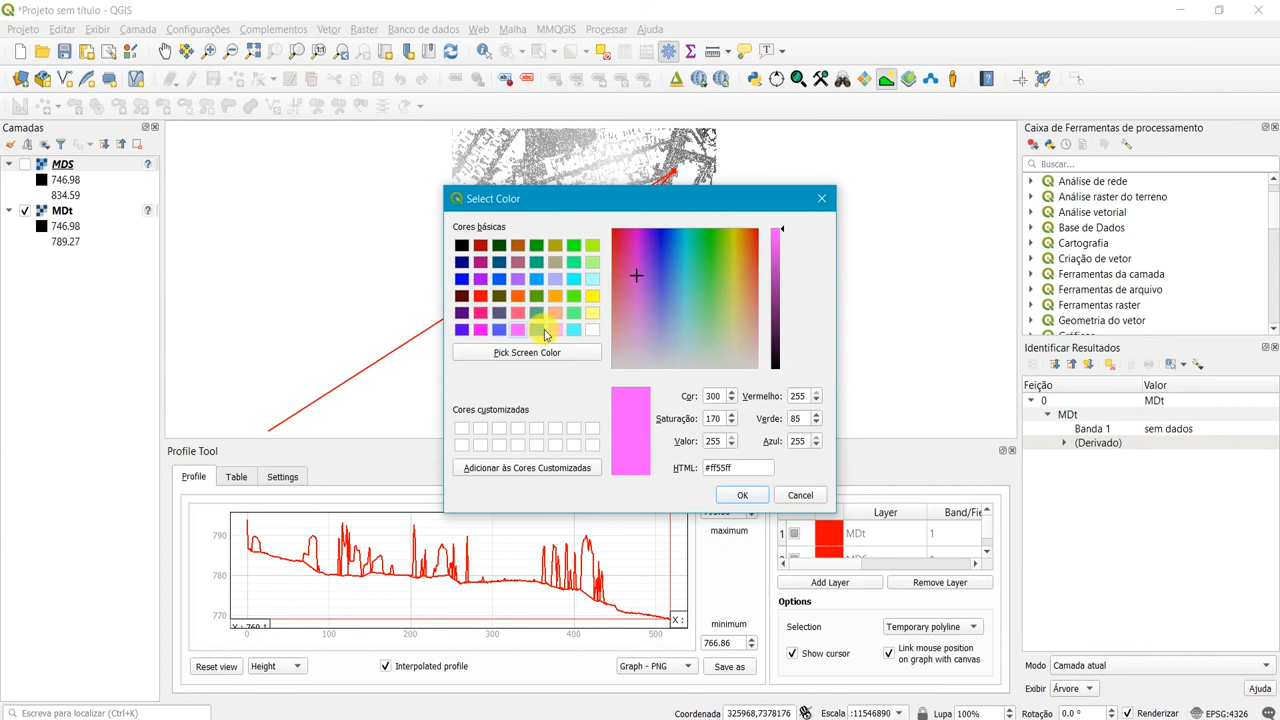 *Projeto sem título - QGIS
Projeto Editar Exibir Camada Configurações Complementos Vetor Raster Banco de dados Web Malha MMQGIS Processar Ajuda
Camadas
MDS
746.98
834.59
MDt
746.98
789.27
Select Color
Cores básicas
Pick Screen Color
Cores customizadas
Adicionar às Cores Customizadas
Cor: 300 Vermelho: 255
Saturação: 170 Verde: 85
Valor: 255 Azul: 255
HTML: #ff55ff
OK Cancel
Caixa de Ferramentas de processamento
Buscar...
Análise de rede
Análise raster do terreno
Análise vetorial
Base de Dados
Cartografia
Criação de vetor
Ferramentas da camada
Ferramentas de arquivo
Ferramentas raster
Geometria do vetor
Identificar Resultados
Feição Valor
0 MDt
MDt
Banda 1 sem dados
(Derivado)
Modo Camada atual
Exibir Árvore Ajuda
Profile Tool
Profile Table Settings
790
780
770
0 100 200 300 400 500
X :
maximum
minimum
766.86
Reset view Height Interpolated profile Graph - PNG Save as
Layer Band/Fie
1 MDt 1
Add Layer Remove Layer
Options
Selection Temporary polyline
Show cursor Link mouse position on graph with canvas
Escreva para localizar (Ctrl+K) Coordenada 325968,7378176 Escala :11546890 Lupa 100% Rotação 0.0 ° Renderizar EPSG:4326